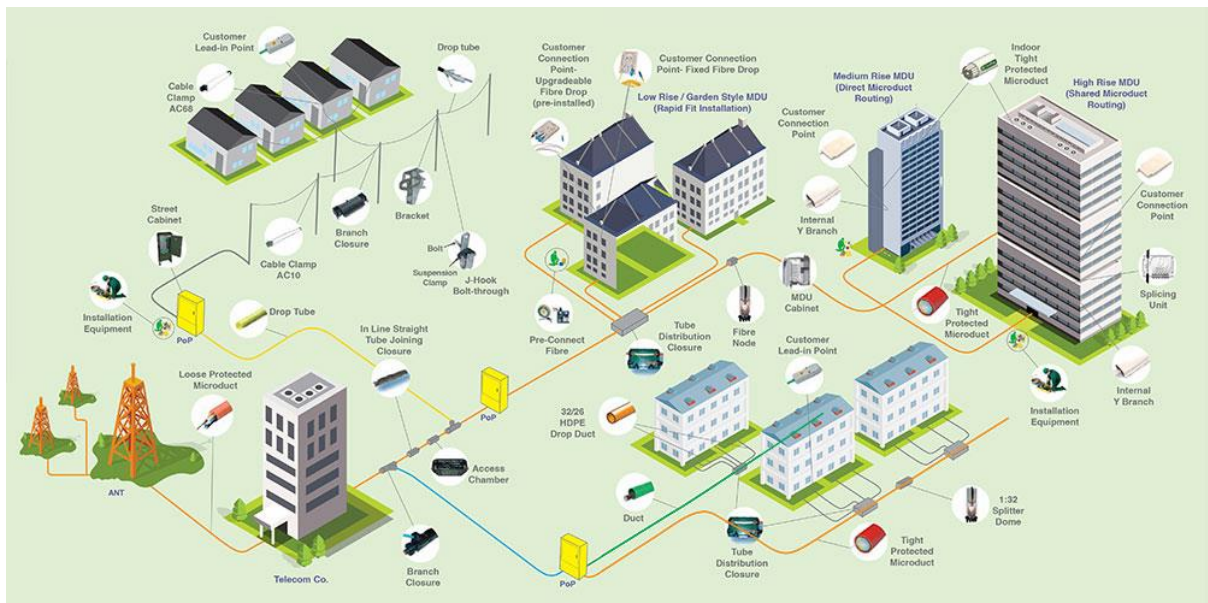 Customer
Lead-in Point
Cable
Clamp
AC68
Drop tube
Customer
Connection
Point-
Upgradeable
Fibre Drop
(pre-installed)
Customer Connection
Point- Fixed Fibre Drop
Low Rise / Garden Style MDU
(Rapid Fit Installation)
Medium Rise MDU
(Direct Microduct
Routing)
Indoor
Tight
Protected
Microduct
High Rise MDU
(Shared Microduct
Routing)
Customer
Connection
Point
Internal
Y Branch
Customer
Connection
Point
Street
Cabinet
Cable Clamp
AC10
Branch
Closure
Bracket
Bolt
Suspension
Clamp
J-Hook
Bolt-through
Installation
Equipment
PoP
Drop Tube
In Line Straight
Tube Joining
Closure
Pre-Connect
Fibre
Tube
Distribution
Closure
Fibre
Node
MDU
Cabinet
Tight
Protected
Microduct
Splicing
Unit
Internal
Y Branch
Installation
Equipment
Loose Protected
Microduct
ANT
Telecom Co.
PoP
Access
Chamber
Branch
Closure
32/26
HDPE
Drop Duct
Customer
Lead-in Point
Duct
PoP
Tube
Distribution
Closure
Tight
Protected
Microduct
1:32
Splitter
Dome